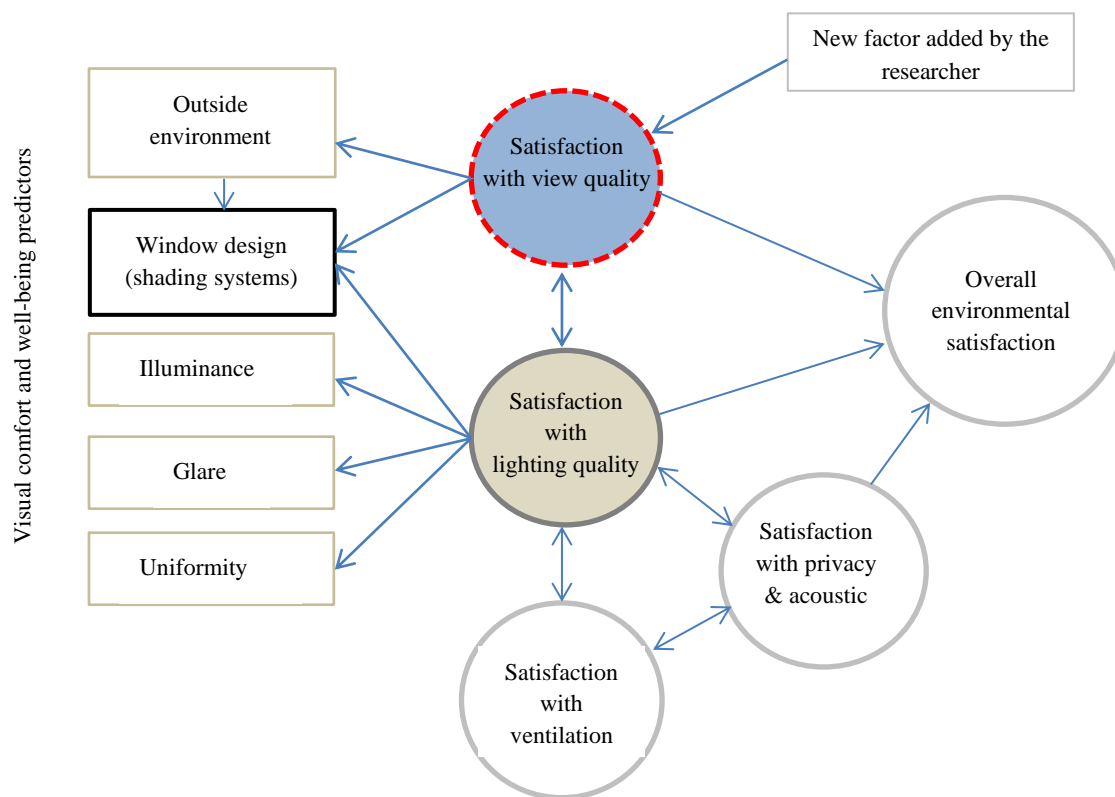 New factor added by the
researcher
Outside
environment
Satisfaction
with view quality
Window design
(shading systems)
Overall
environmental
satisfaction
Illuminance
Satisfaction
with
lighting quality
Glare
Satisfaction
with privacy
& acoustic
Uniformity
Satisfaction
with
ventilation
Visual comfort and well-being predictors